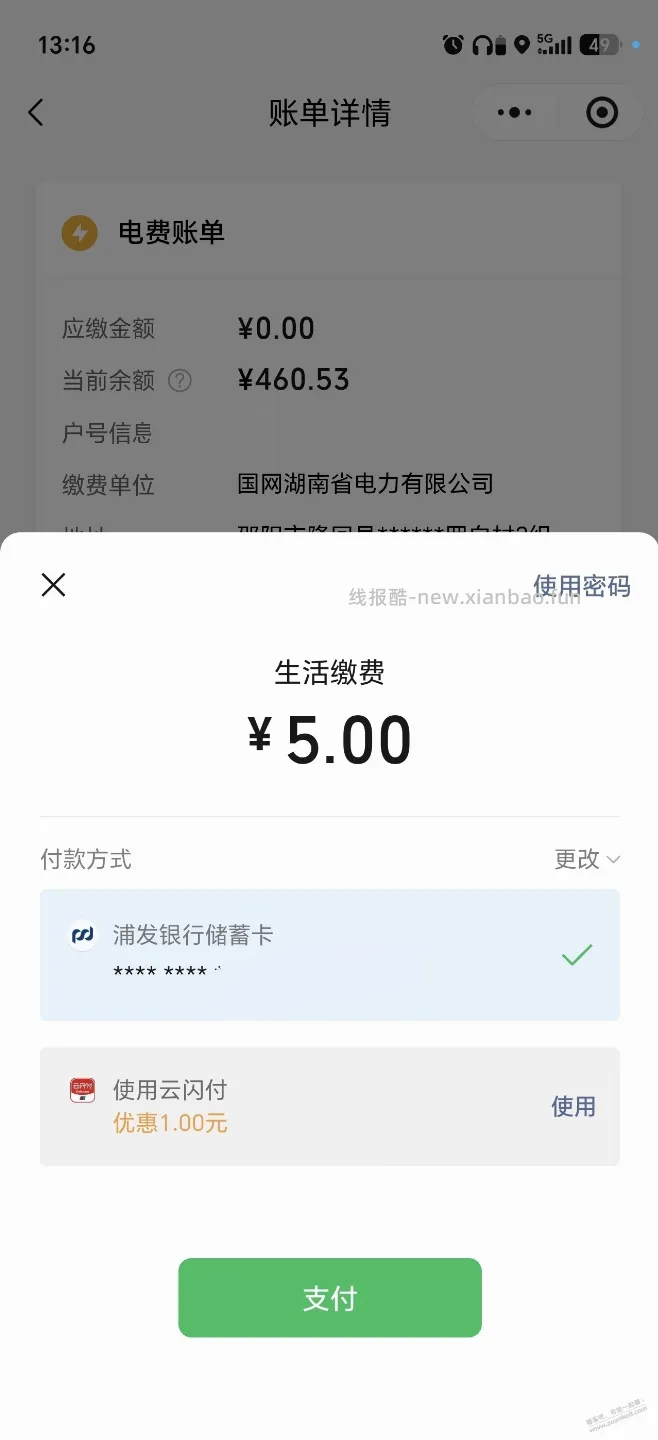 13:16
5G
49
账单详情
电费账单
应缴金额 ¥0.00
当前余额 ? ¥460.53
户号信息
缴费单位 国网湖南省电力有限公司
使用密码
线报酷-new.xianbao.fun
生活缴费
¥5.00
付款方式 更改
浦发银行储蓄卡
**** ****
云闪付
使用云闪付
优惠1.00元
使用
支付